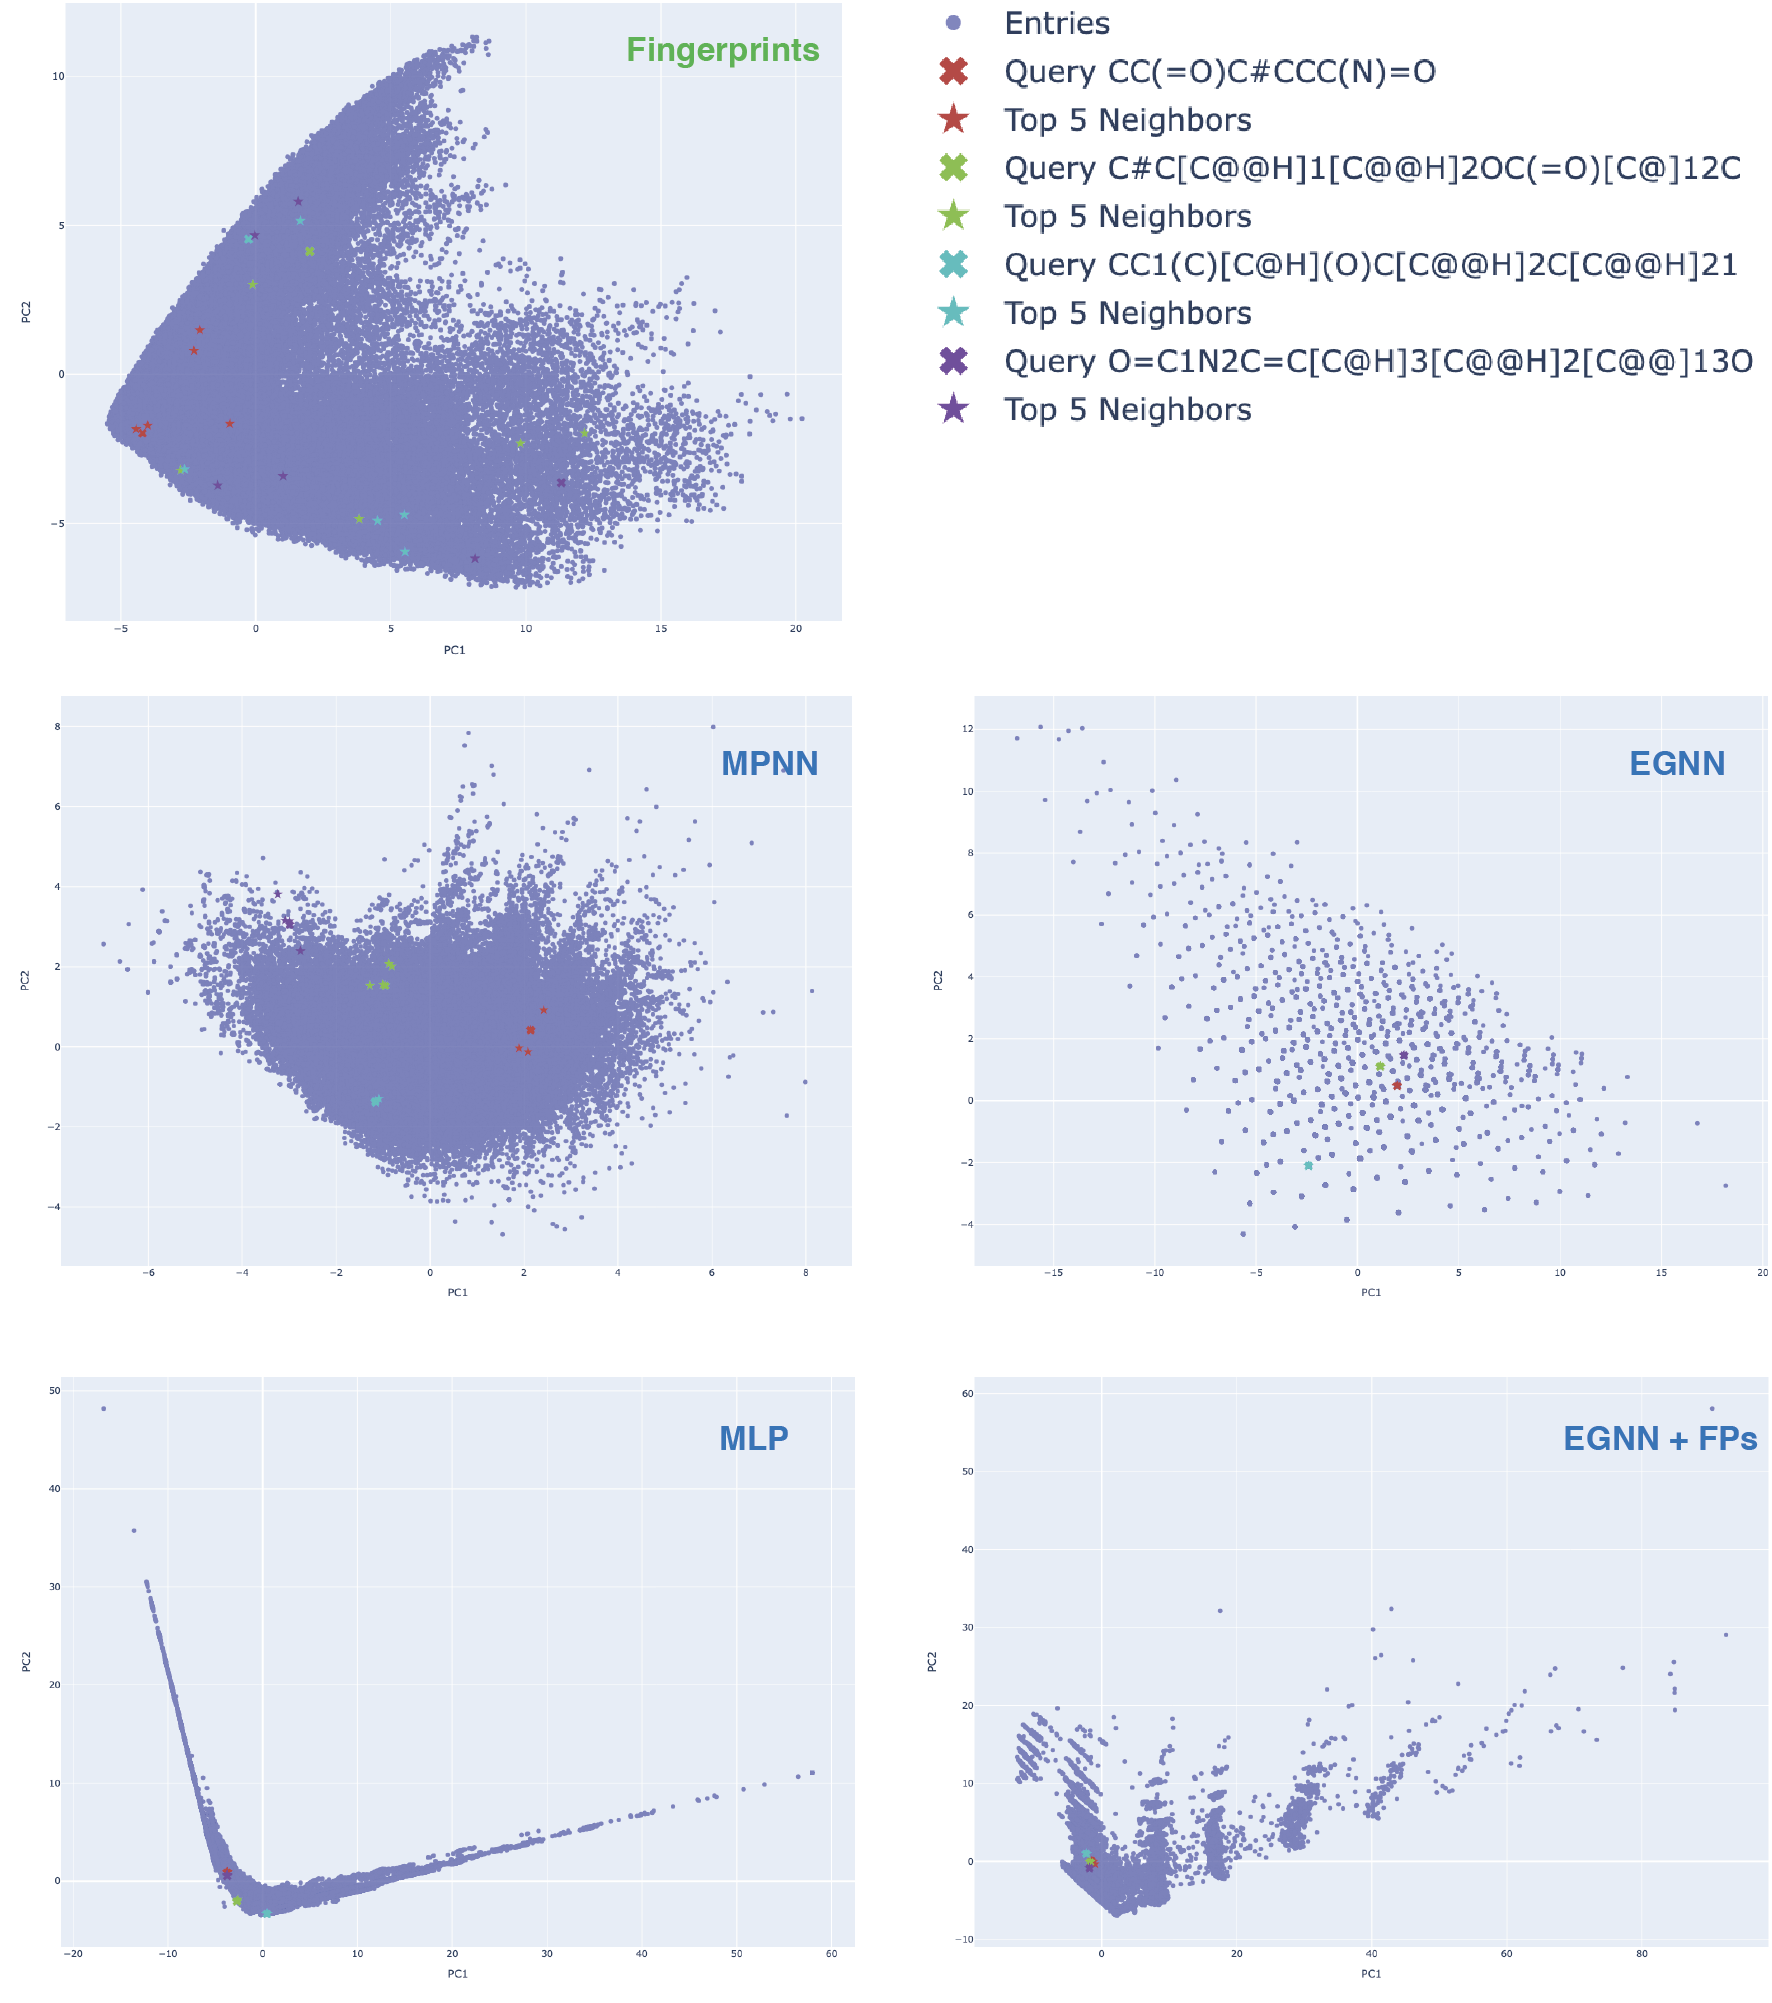 Fingerprints
10
5
0
−5
PC2
−5 0 5 10 15 20
PC1
Entries
Query CC(=O)C#CCC(N)=O
Top 5 Neighbors
Query C#C[C@@H]1[C@@H]2OC(=O)[C@]12C
Top 5 Neighbors
Query CC1(C)[C@H](O)C[C@@H]2C[C@@H]21
Top 5 Neighbors
Query O=C1N2C=C[C@H]3[C@@H]2[C@@]13O
Top 5 Neighbors
MPNN
8
6
4
2
0
−2
−4
PC2
−6 −4 −2 0 2 4 6 8
PC1
EGNN
12
10
8
6
4
2
0
−2
−4
PC2
−15 −10 −5 0 5 10 15 20
PC1
MLP
50
40
30
20
10
0
PC2
−20 −10 0 10 20 30 40 50 60
PC1
EGNN + FPs
60
50
40
30
20
10
0
−10
PC2
0 20 40 60 80
PC1